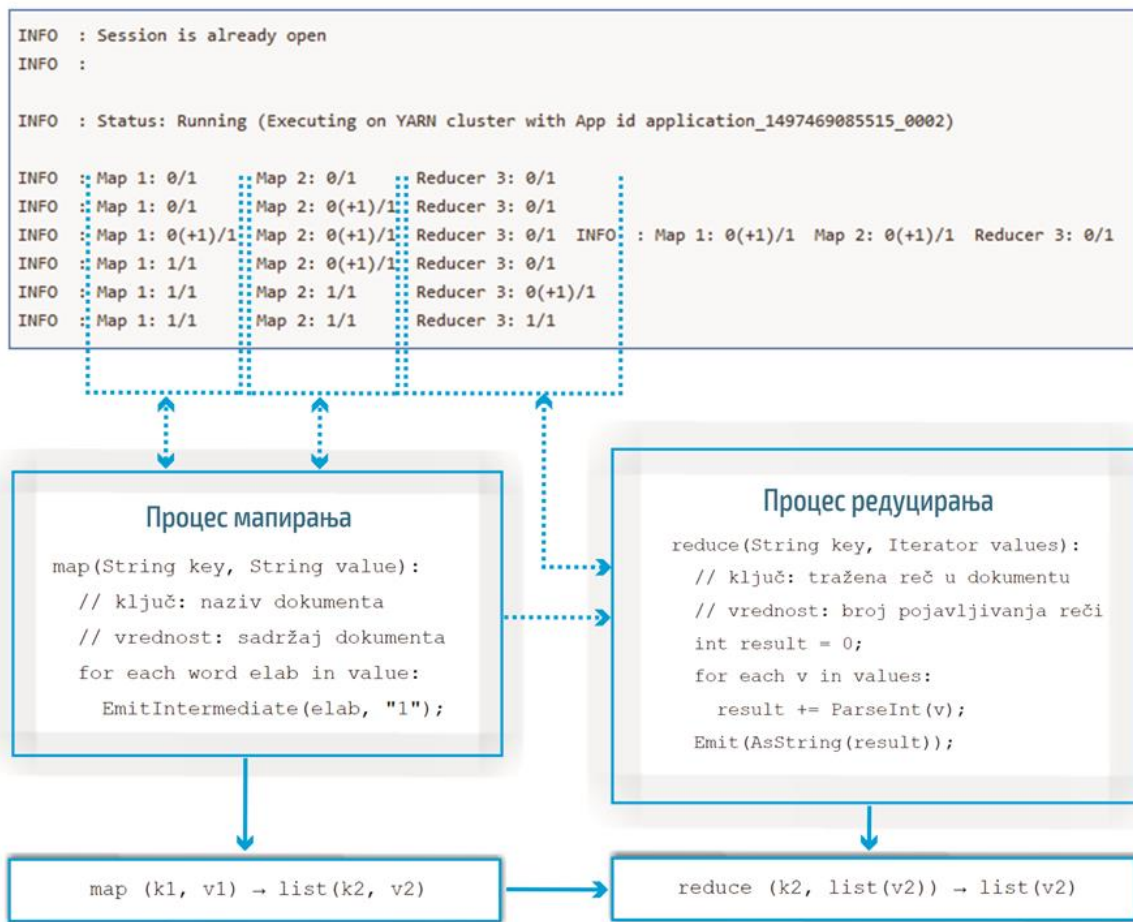 INFO : Session is already open
INFO :
INFO : Status: Running (Executing on YARN cluster with App id application_1497469085515_0002)
INFO : Map 1: 0/1 Map 2: 0/1 Reducer 3: 0/1
INFO : Map 1: 0/1 Map 2: 0(+1)/1 Reducer 3: 0/1
INFO : Map 1: 0(+1)/1 Map 2: 0(+1)/1 Reducer 3: 0/1 INFO : Map 1: 0(+1)/1 Map 2: 0(+1)/1 Reducer 3: 0/1
INFO : Map 1: 1/1 Map 2: 0(+1)/1 Reducer 3: 0/1
INFO : Map 1: 1/1 Map 2: 1/1 Reducer 3: 0(+1)/1
INFO : Map 1: 1/1 Map 2: 1/1 Reducer 3: 1/1
Процес мапирања
map(String key, String value):
// ključ: naziv dokumenta
// vrednost: sadržaj dokumenta
for each word elab in value:
EmitIntermediate(elab, "1");
Процес редуцирања
reduce(String key, Iterator values):
// ključ: tražena reč u dokumentu
// vrednost: broj pojavljivanja reči
int result = 0;
for each v in values:
result += ParseInt(v);
Emit(AsString(result));
map (k1, v1) → list(k2, v2)
reduce (k2, list(v2)) → list(v2)